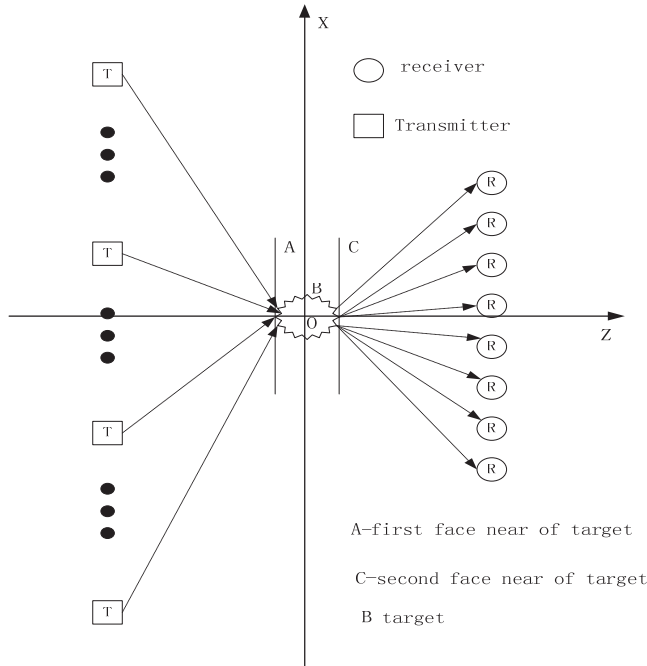 X
T
receiver
T
Transmitter
R
R
T
A
C
R
B
R
O
Z
R
R
T
R
R
A—first face near of target
C—second face near of target
T
B target